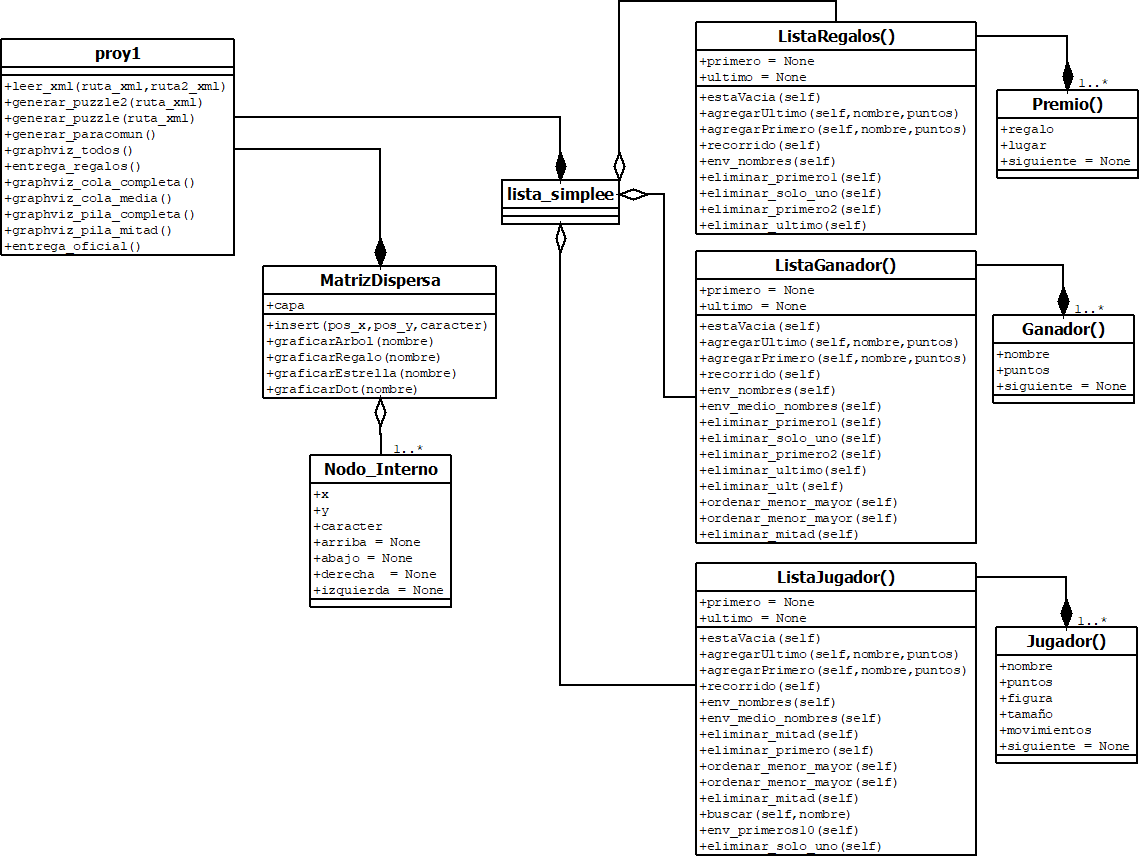 proy1
+leer_xml(ruta_xml,ruta2_xml)
+generar_puzzle2(ruta_xml)
+generar_puzzle(ruta_xml)
+generar_paracomun()
+graphviz_todos()
+entrega_regalos()
+graphviz_cola_completa()
+graphviz_cola_media()
+graphviz_pila_completa()
+graphviz_pila_mitad()
+entrega_oficial()
MatrizDispersa
+capa
+insert(pos_x,pos_y,caracter)
+graficarArbol(nombre)
+graficarRegalo(nombre)
+graficarEstrella(nombre)
+graficarDot(nombre)
1..*
Nodo_Interno
+x
+y
+caracter
+arriba = None
+abajo = None
+derecha  = None
+izquierda = None
lista_simplee
ListaRegalos()
+primero = None
+ultimo = None
+estaVacia(self)
+agregarUltimo(self,nombre,puntos)
+agregarPrimero(self,nombre,puntos)
+recorrido(self)
+env_nombres(self)
+eliminar_primero1(self)
+eliminar_solo_uno(self)
+eliminar_primero2(self)
+eliminar_ultimo(self)
1..*
Premio()
+regalo
+lugar
+siguiente = None
ListaGanador()
+primero = None
+ultimo = None
+estaVacia(self)
+agregarUltimo(self,nombre,puntos)
+agregarPrimero(self,nombre,puntos)
+recorrido(self)
+env_nombres(self)
+env_medio_nombres(self)
+eliminar_primero1(self)
+eliminar_solo_uno(self)
+eliminar_primero2(self)
+eliminar_ultimo(self)
+eliminar_ult(self)
+ordenar_menor_mayor(self)
+ordenar_menor_mayor(self)
+eliminar_mitad(self)
1..*
Ganador()
+nombre
+puntos
+siguiente = None
ListaJugador()
+primero = None
+ultimo = None
+estaVacia(self)
+agregarUltimo(self,nombre,puntos)
+agregarPrimero(self,nombre,puntos)
+recorrido(self)
+env_nombres(self)
+env_medio_nombres(self)
+eliminar_mitad(self)
+eliminar_primero(self)
+ordenar_menor_mayor(self)
+ordenar_menor_mayor(self)
+eliminar_mitad(self)
+buscar(self,nombre)
+env_primeros10(self)
+eliminar_solo_uno(self)
1..*
Jugador()
+nombre
+puntos
+figura
+tamaño
+movimientos
+siguiente = None